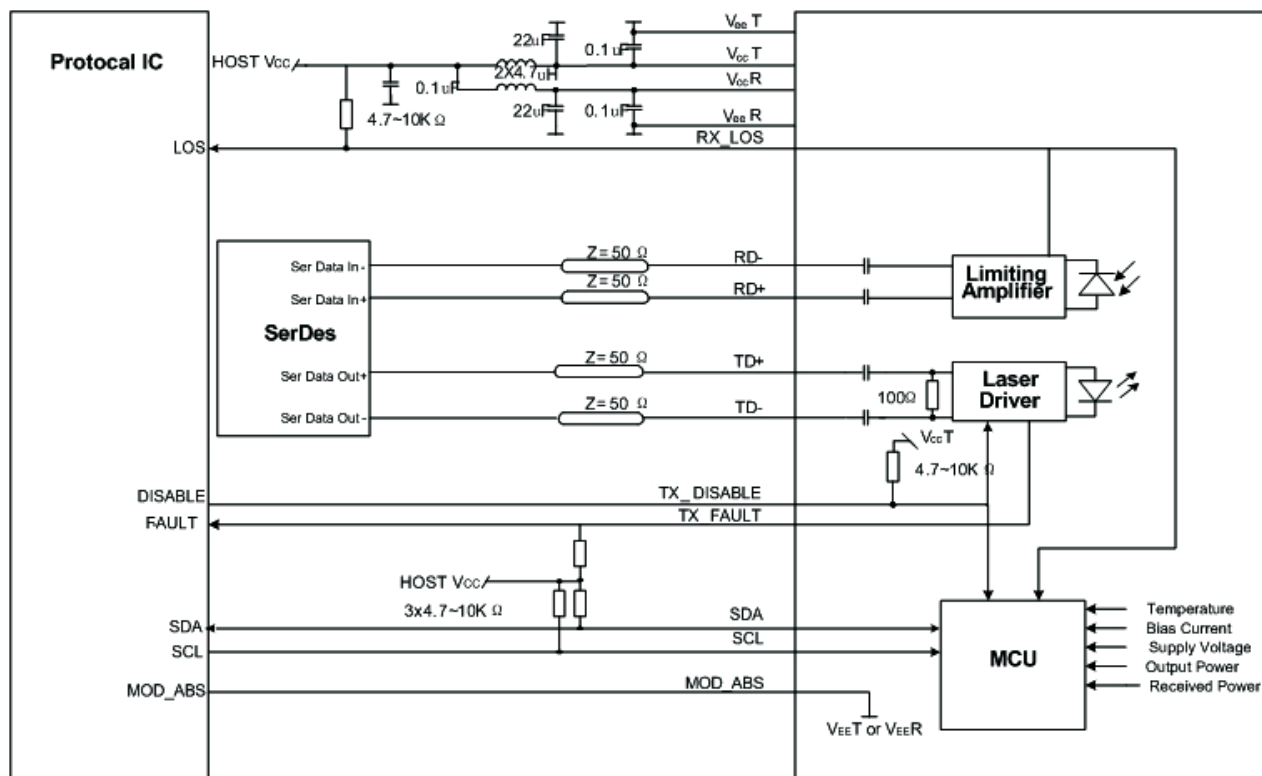 Protocal IC
HOST Vcc
22uF
0.1uF
VeeT
VccT
2X4.7uH
0.1uF
VccR
4.7~10K Ω
22uF
0.1uF
VeeR
LOS
RX_LOS
SerDes
Ser Data In-
Z= 50 Ω
RD-
Ser Data In+
Z= 50 Ω
RD+
Limiting
Amplifier
Ser Data Out+
Z= 50 Ω
TD+
Ser Data Out-
Z= 50 Ω
TD-
100Ω
Laser
Driver
VccT
4.7~10K Ω
DISABLE
TX_DISABLE
FAULT
TX_FAULT
HOST Vcc
3x4.7~10K Ω
SDA
SDA
SCL
SCL
MOD_ABS
MOD_ABS
VEET or VEER
MCU
Temperature
Bias Current
Supply Voltage
Output Power
Received Power